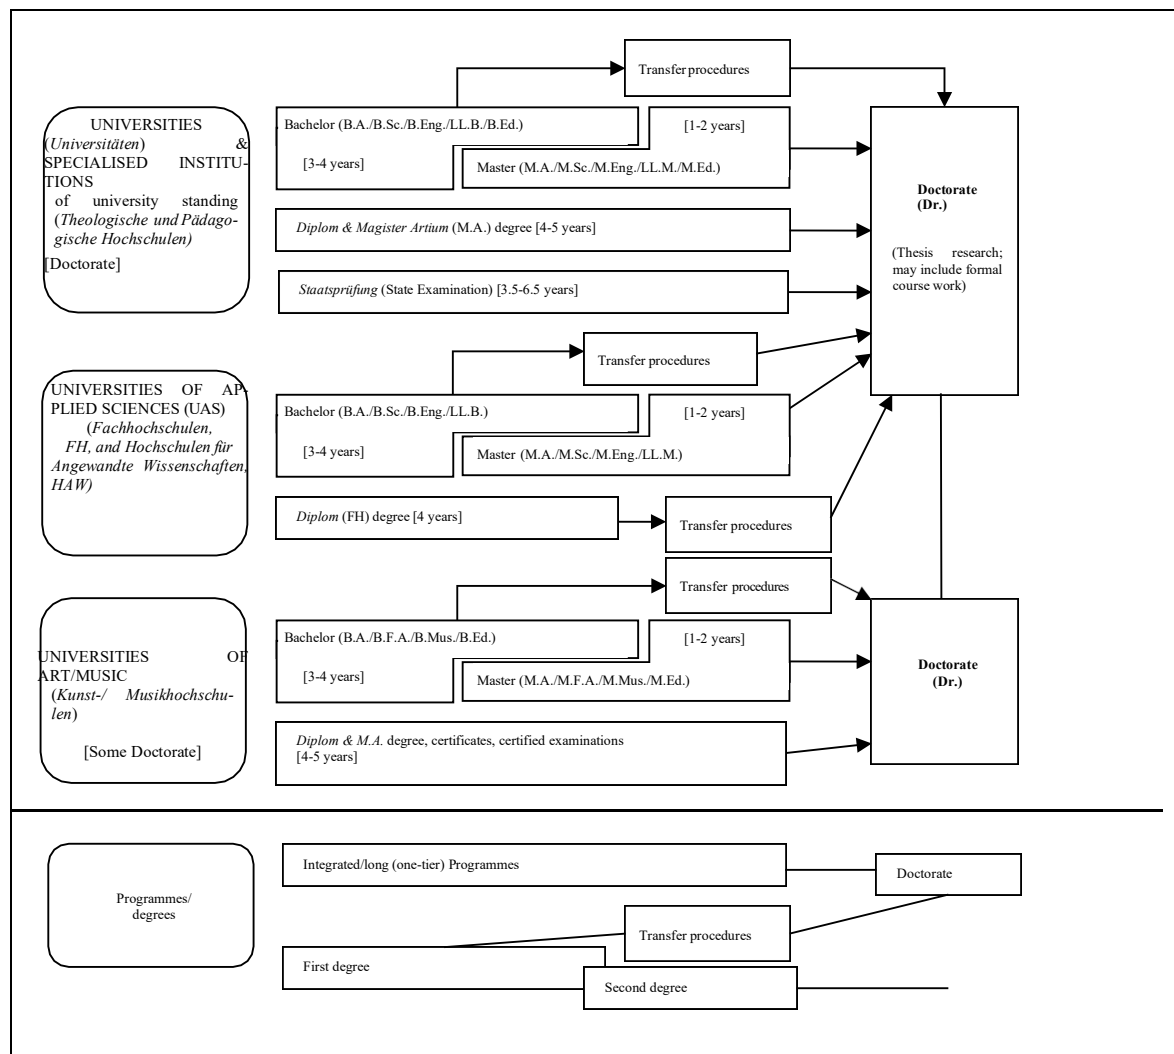 Transfer procedures
UNIVERSITIES
(Universitäten) &
SPECIALISED INSTITU-
TIONS
of university standing
(Theologische und Pädago-
gische Hochschulen)
[Doctorate]
Bachelor (B.A./B.Sc./B.Eng./LL.B./B.Ed.)
[3-4 years]
[1-2 years]
Master (M.A./M.Sc./M.Eng./LL.M./M.Ed.)
Diplom & Magister Artium (M.A.) degree [4-5 years]
Staatsprüfung (State Examination) [3.5-6.5 years]
Doctorate
(Dr.)
(Thesis research;
may include formal
course work)
Transfer procedures
UNIVERSITIES OF AP-
PLIED SCIENCES (UAS)
(Fachhochschulen,
FH, and Hochschulen für
Angewandte Wissenschaften,
HAW)
Bachelor (B.A./B.Sc./B.Eng./LL.B.)
[3-4 years]
[1-2 years]
Master (M.A./M.Sc./M.Eng./LL.M.)
Diplom (FH) degree [4 years]
Transfer procedures
Transfer procedures
UNIVERSITIES OF
ART/MUSIC
(Kunst-/ Musikhochschu-
len)
[Some Doctorate]
Bachelor (B.A./B.F.A./B.Mus./B.Ed.)
[3-4 years]
[1-2 years]
Master (M.A./M.F.A./M.Mus./M.Ed.)
Diplom & M.A. degree, certificates, certified examinations
[4-5 years]
Doctorate
(Dr.)
Programmes/
degrees
Integrated/long (one-tier) Programmes
Doctorate
Transfer procedures
First degree
Second degree